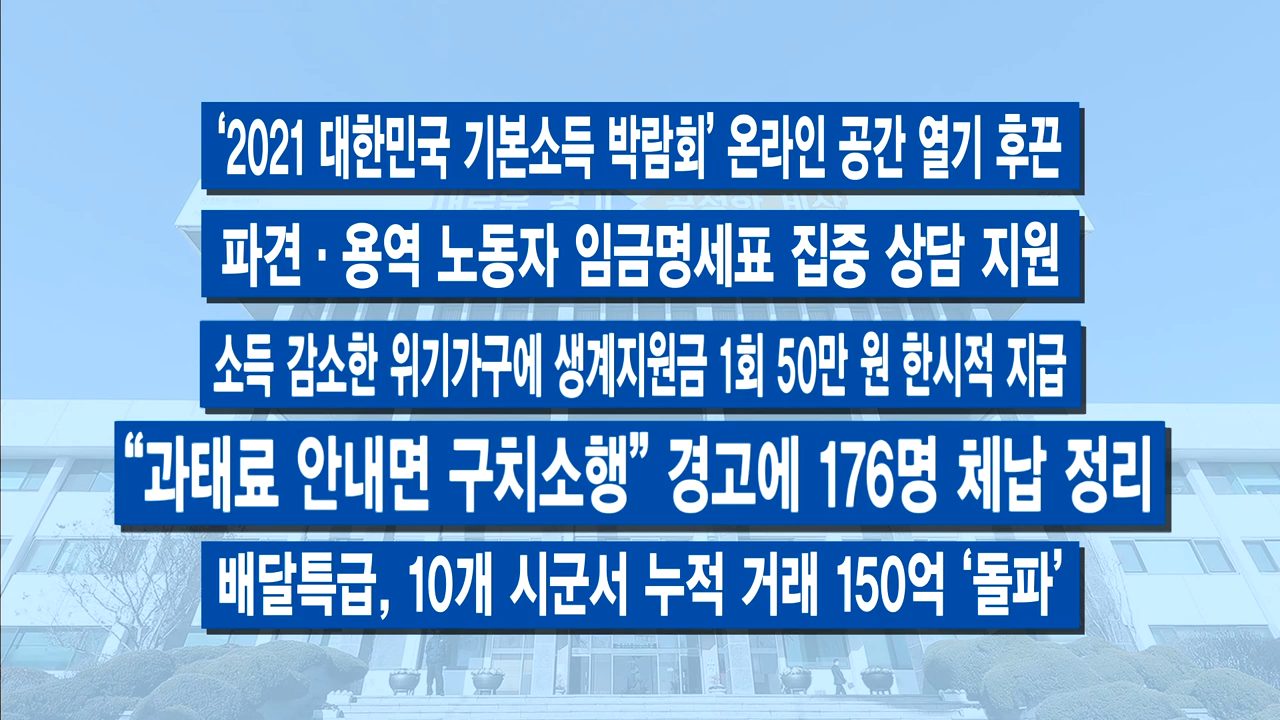 ‘2021 대한민국 기본소득 박람회’ 온라인 공간 열기 후끈
파견·용역 노동자 임금명세표 집중 상담 지원
소득 감소한 위기가구에 생계지원금 1회 50만 원 한시적 지급
“과태료 안내면 구치소행” 경고에 176명 체납 정리
배달특급, 10개 시군서 누적 거래 150억 ‘돌파’